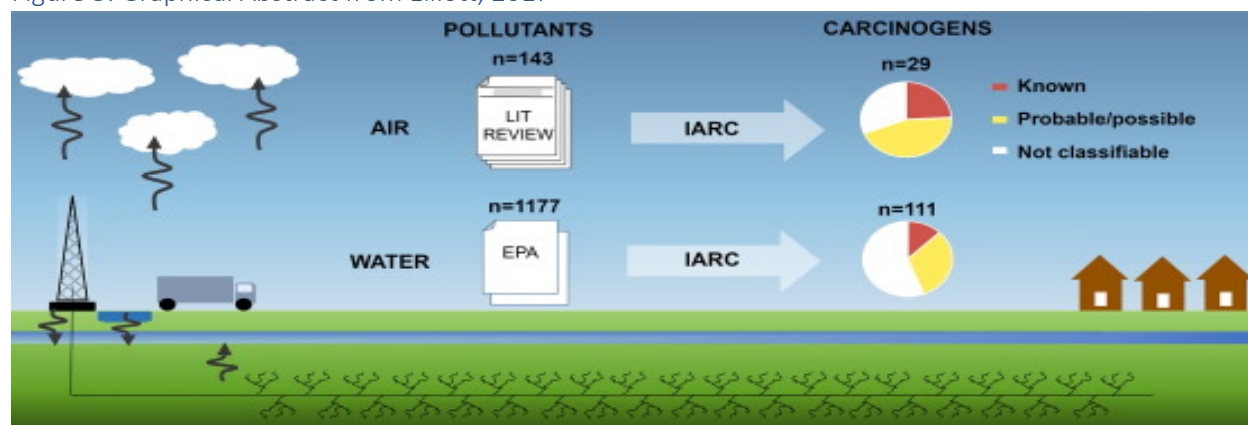 POLLUTANTS
CARCINOGENS
n=143
n=29
Known
LIT
REVIEW
AIR
IARC
Probable/possible
Not classifiable
n=1177
n=111
EPA
WATER
IARC